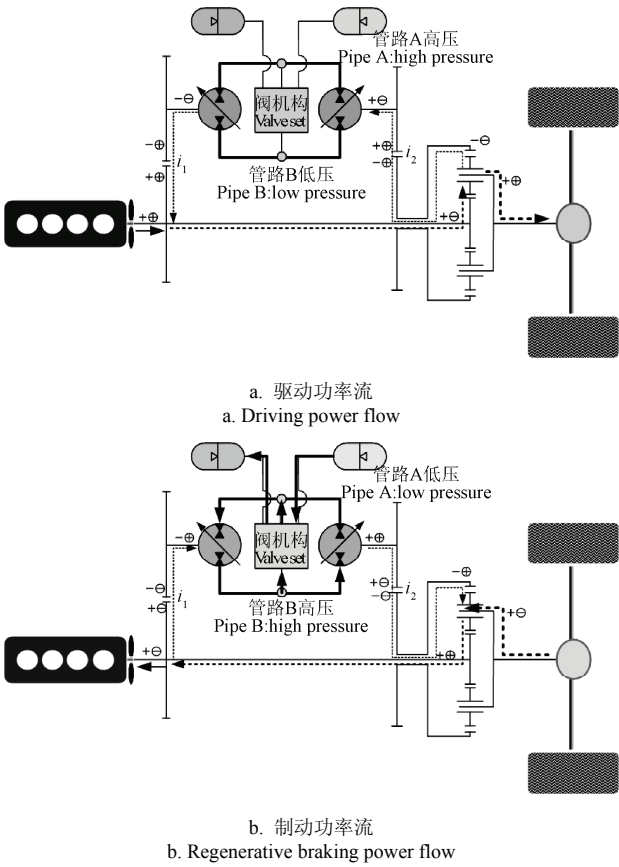 管路A高压
Pipe A:high pressure
−⊖
阀机构
Valve set
+⊖
−⊕
i1
+⊕
+⊕
−⊕
i2
−⊖
管路B低压
Pipe B:low pressure
+⊕
+⊕
+⊖
a. 驱动功率流
a. Driving power flow
管路A低压
Pipe A:low pressure
−⊕
阀机构
Valve set
+⊕
−⊖
i1
+⊖
+⊖
−⊖
i2
−⊕
管路B高压
Pipe B:high pressure
+⊖
+⊖
+⊕
b. 制动功率流
b. Regenerative braking power flow